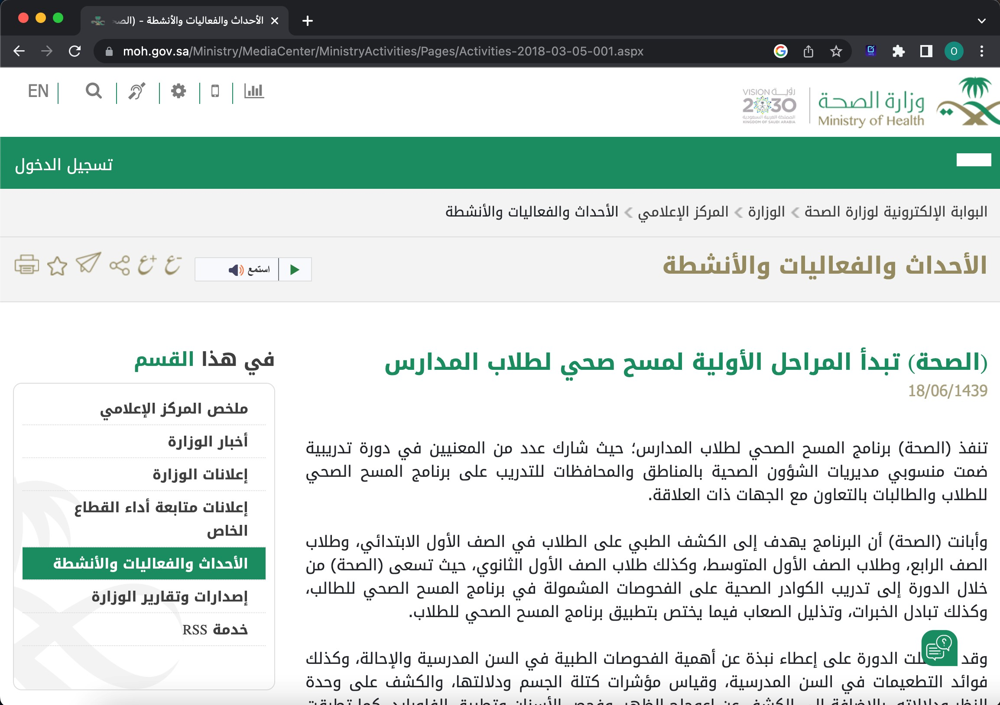 الأحداث والفعاليات والأنشطة - (الصح
moh.gov.sa/Ministry/MediaCenter/MinistryActivities/Pages/Activities-2018-03-05-001.aspx
O
EN
VISION رؤيـــة
2030
المملكة العربية السعودية
KINGDOM OF SAUDI ARABIA
وزارة الصحة
Ministry of Health
تسجيل الدخول
البوابة الإلكترونية لوزارة الصحة > الوزارة > المركز الإعلامي > الأحداث والفعاليات والأنشطة
الأحداث والفعاليات والأنشطة
استمع
ع- ع+
(الصحة) تبدأ المراحل الأولية لمسح صحي لطلاب المدارس
18/06/1439
تنفذ (الصحة) برنامج المسح الصحي لطلاب المدارس؛ حيث شارك عدد من المعنيين في دورة تدريبية
ضمت منسوبي مديريات الشؤون الصحية بالمناطق والمحافظات للتدريب على برنامج المسح الصحي
للطلاب والطالبات بالتعاون مع الجهات ذات العلاقة.
وأبانت (الصحة) أن البرنامج يهدف إلى الكشف الطبي على الطلاب في الصف الأول الابتدائي، وطلاب
الصف الرابع، وطلاب الصف الأول المتوسط، وكذلك طلاب الصف الأول الثانوي، حيث تسعى (الصحة) من
خلال الدورة إلى تدريب الكوادر الصحية على الفحوصات المشمولة في برنامج المسح الصحي للطالب،
وكذلك تبادل الخبرات، وتذليل الصعاب فيما يختص بتطبيق برنامج المسح الصحي للطلاب.
وقد الدورة على إعطاء نبذة عن أهمية الفحوصات الطبية في السن المدرسية والإحالة، وكذلك
فوائد التطعيمات في السن المدرسية، وقياس مؤشرات كتلة الجسم ودلالتها، والكشف على وحدة
في هذا القسم
ملخص المركز الإعلامي
أخبار الوزارة
إعلانات الوزارة
إعلانات متابعة أداء القطاع
الخاص
الأحداث والفعاليات والأنشطة
إصدارات وتقارير الوزارة
خدمة RSS